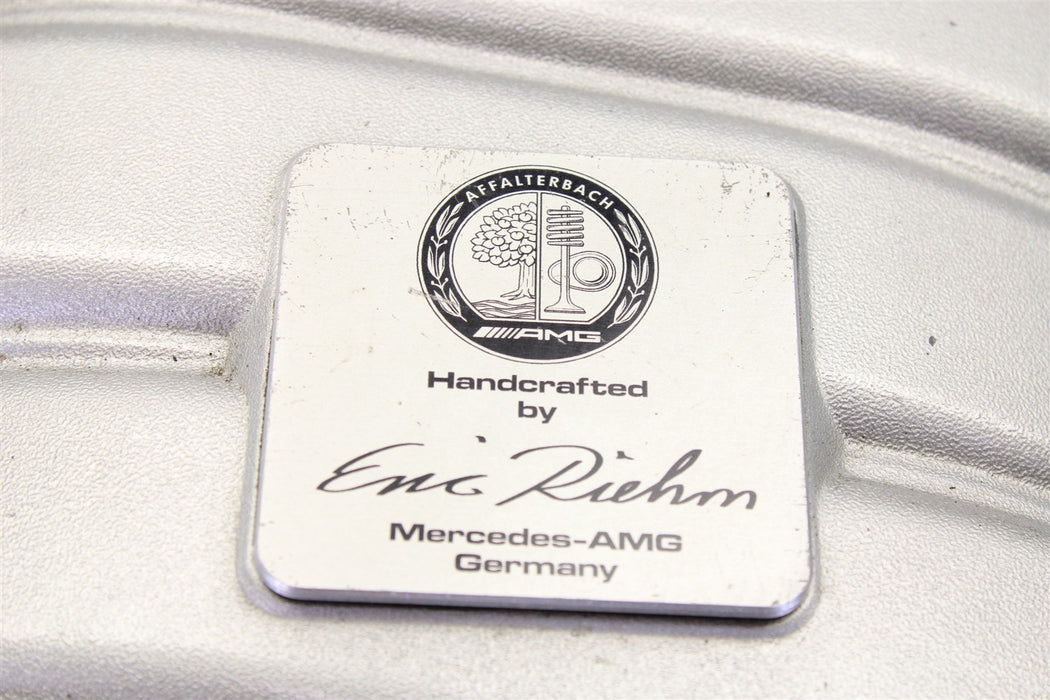 AFFALTERBACH
AMG
Handcrafted
by
Eric Riehm
Mercedes-AMG
Germany